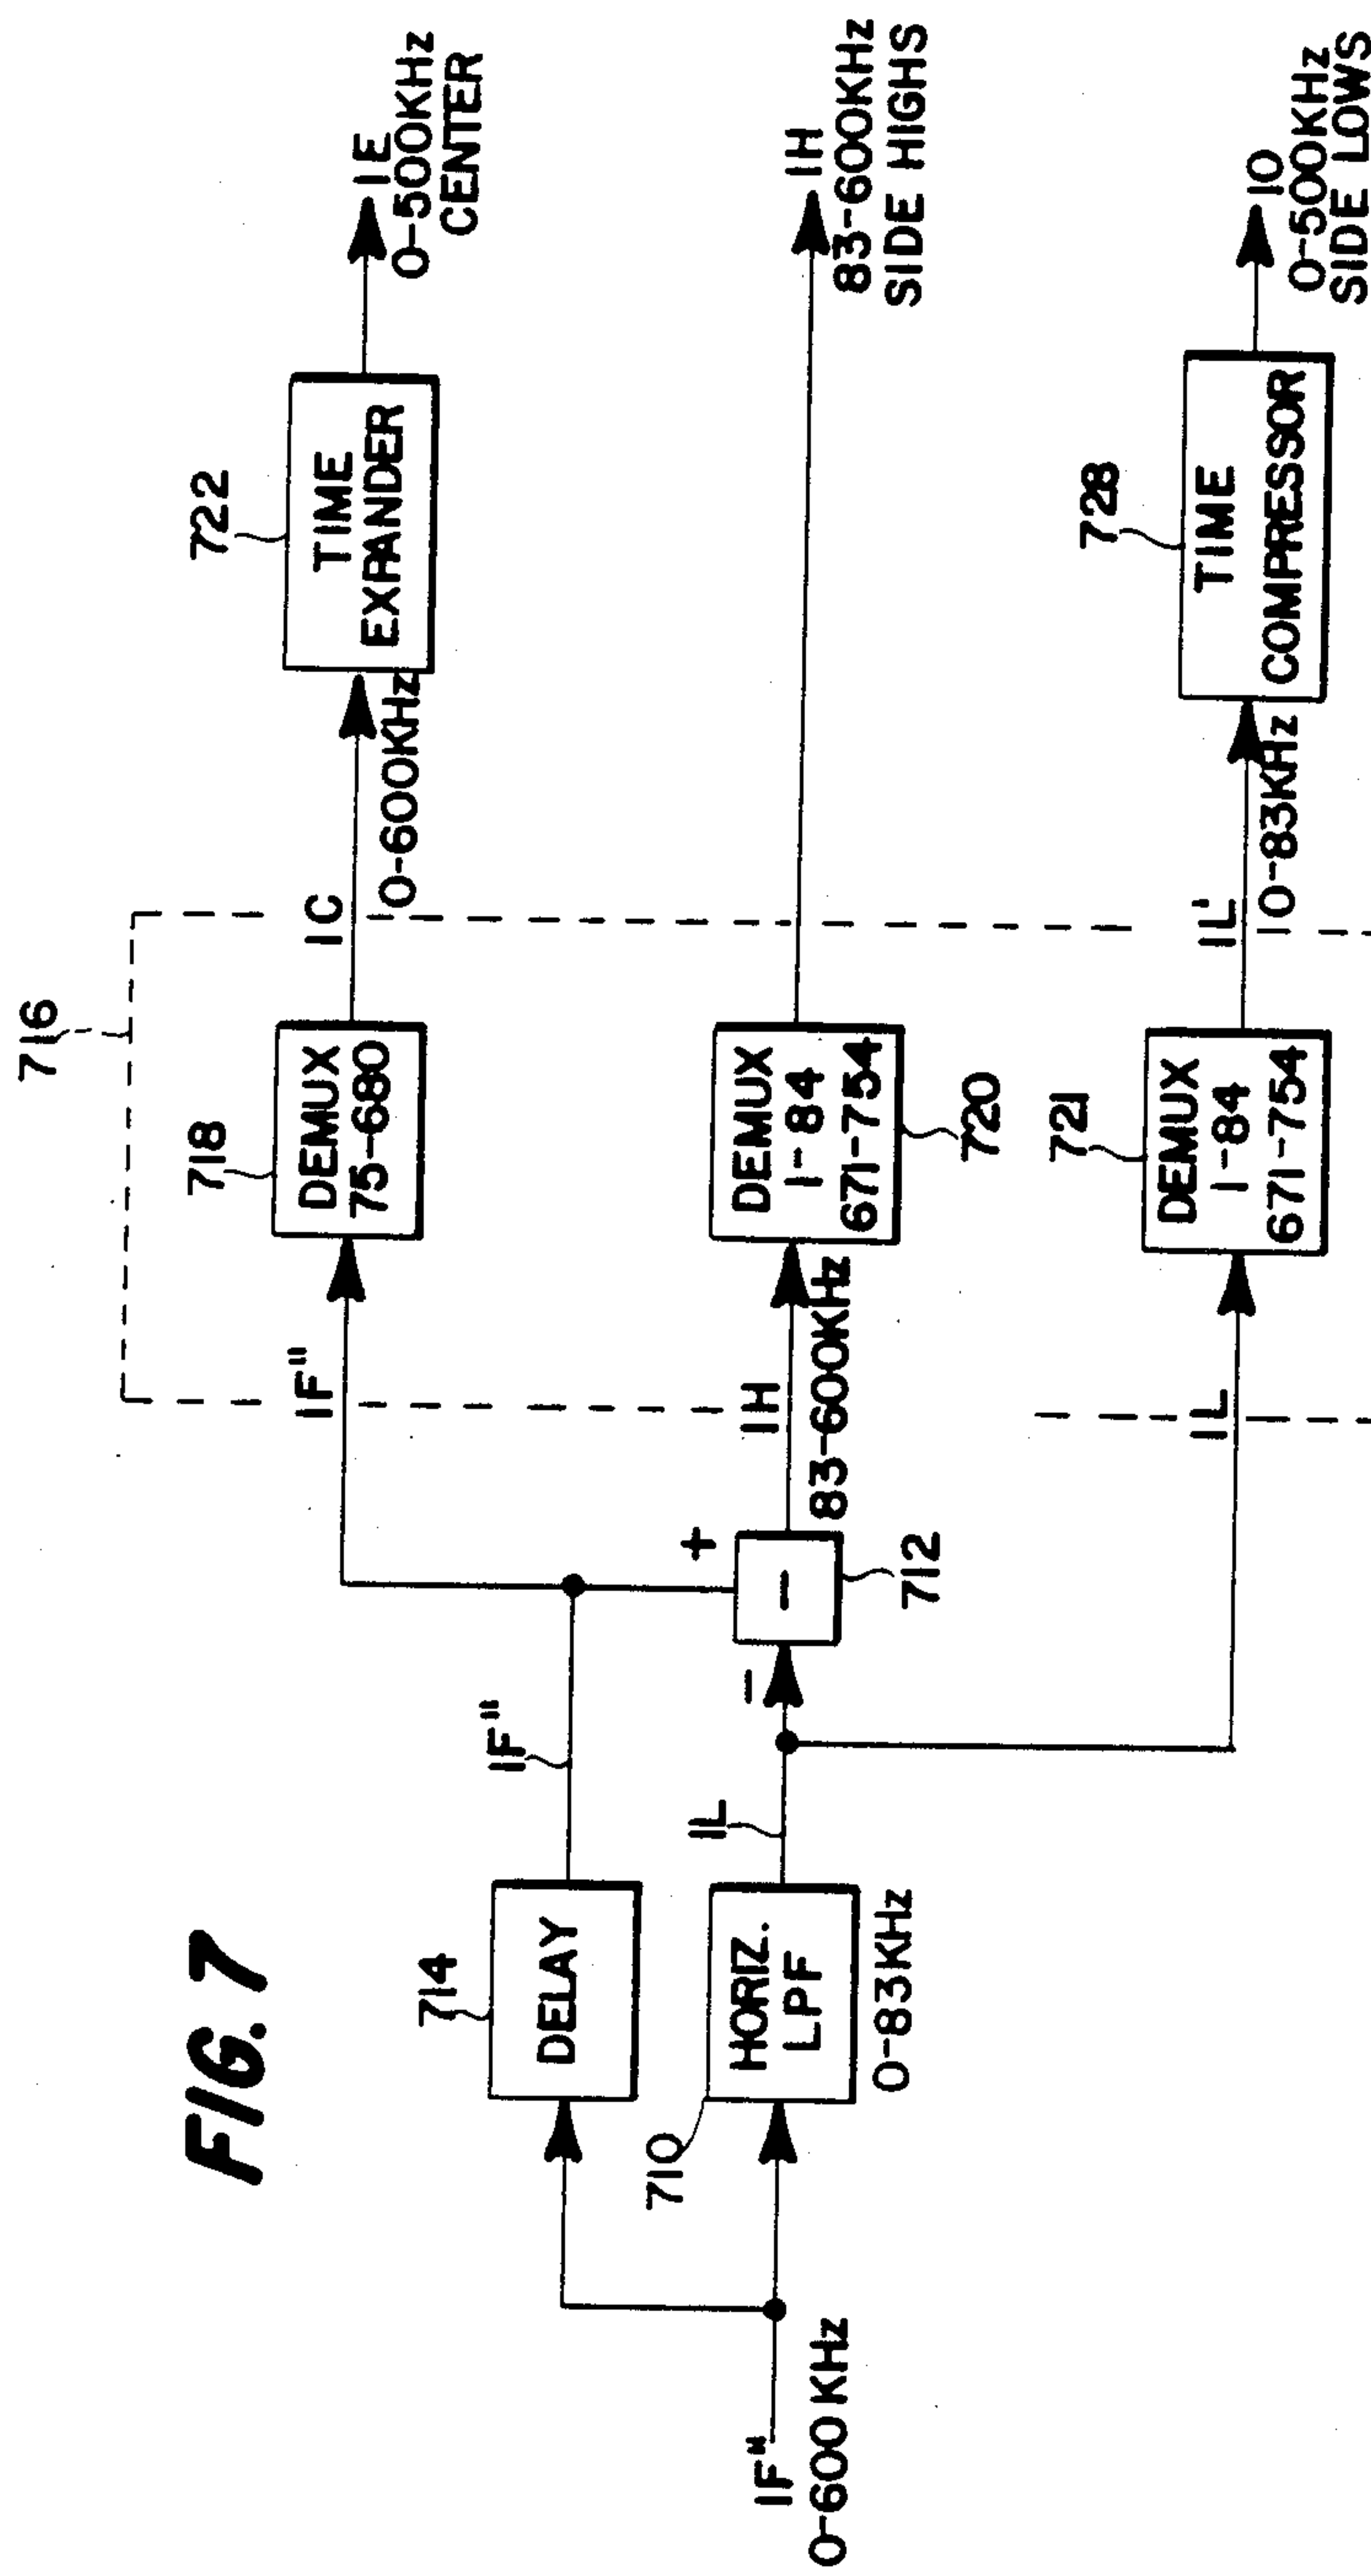 FIG. 7
IF"
0-600 KHz
714
DELAY
710
HORIZ.
LPF
0-83KHz
IF"
IL
+
-
-
712
716
IF"
IH
83-600KHz
IL
718
DEMUX
75-680
DEMUX
1-84
671-754
720
721
DEMUX
1-84
671-754
IC
0-600KHz
IL'
0-83KHz
722
TIME
EXPANDER
728
TIME
COMPRESSOR
IE
0-500KHz
CENTER
IH
83-600KHz
SIDE HIGHS
IO
0-500KHz
SIDE LOWS